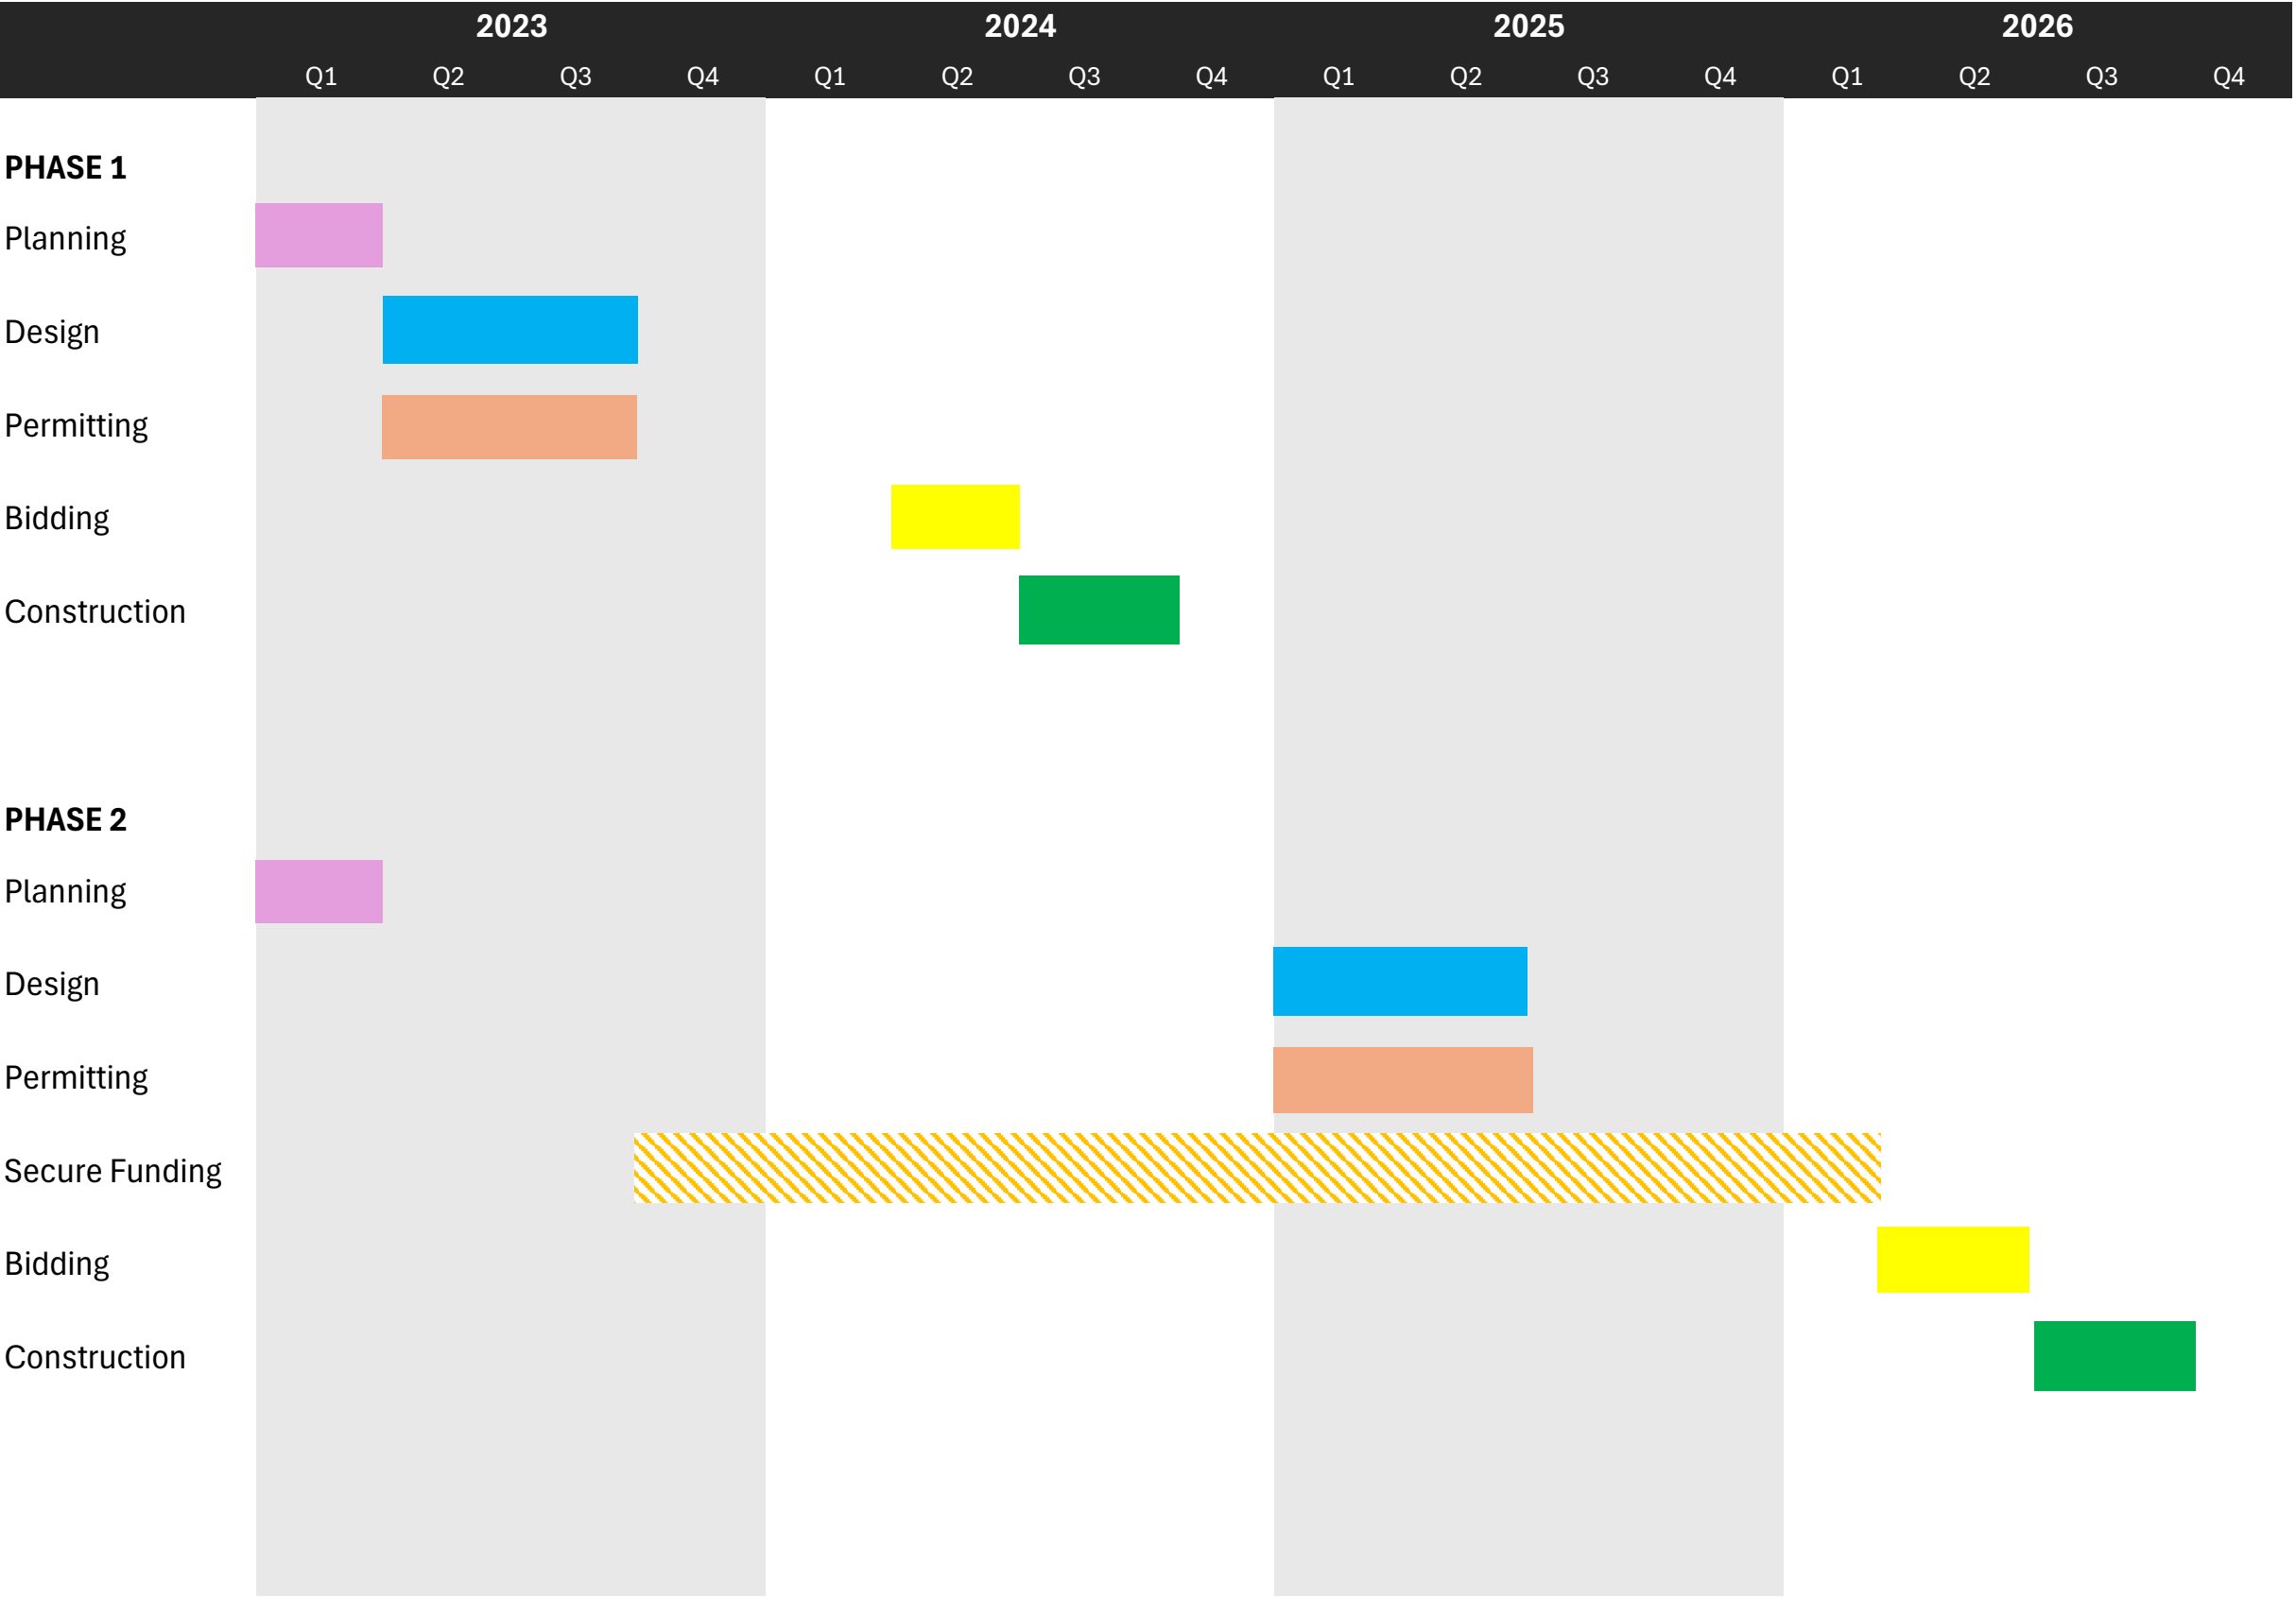 2023 2024 2025 2026
Q1 Q2 Q3 Q4 Q1 Q2 Q3 Q4 Q1 Q2 Q3 Q4 Q1 Q2 Q3 Q4
PHASE 1
Planning
Design
Permitting
Bidding
Construction
PHASE 2
Planning
Design
Permitting
Secure Funding
Bidding
Construction